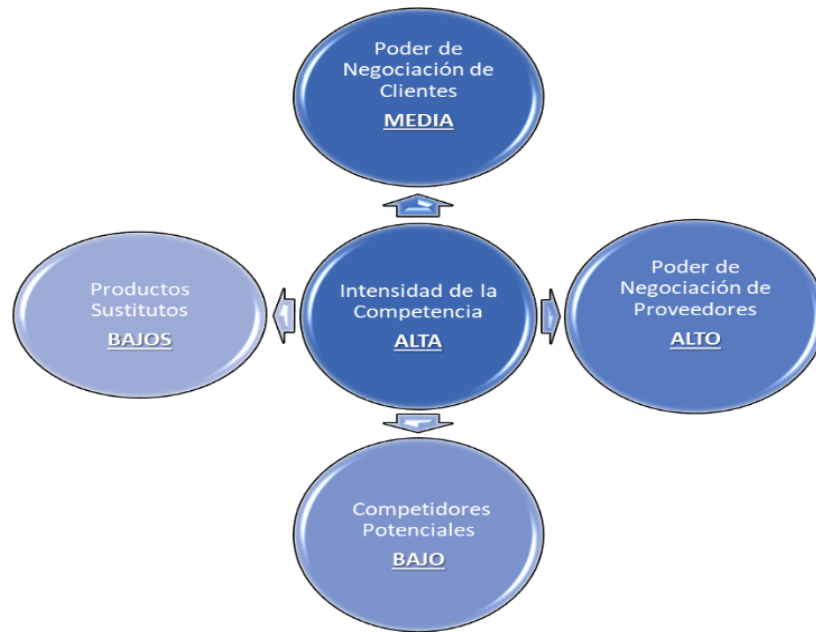 Poder de
Negociación de
Clientes
MEDIA
Productos
Sustitutos
BAJOS
Intensidad de la
Competencia
ALTA
Poder de
Negociación de
Proveedores
ALTO
Competidores
Potenciales
BAJO